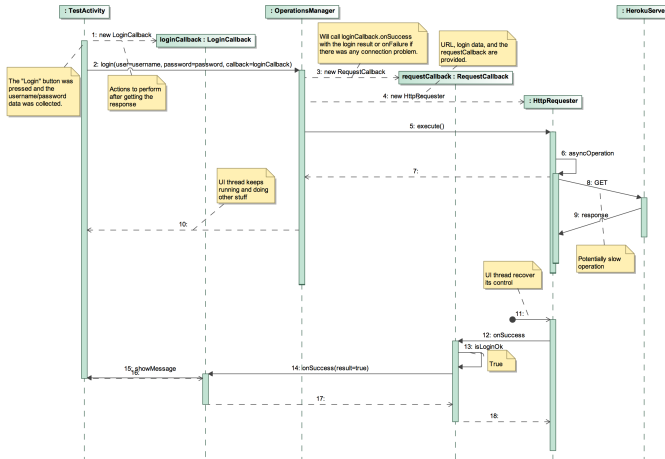 : TestActivity
: OperationsManager
: HerokuServe
1: new LoginCallback
loginCallback : LoginCallback
Will call loginCallback.onSuccess
with the login result or onFailure if
there was any connection problem.
URL, login data, and the
requestCallback are
provided.
2: login(user=username, password=password, callback=loginCallback)
3: new RequestCallback
requestCallback : RequestCallback
The "Login" button was
pressed and the
username/password
data was collected.
Actions to perform
after getting the
response
4: new HttpRequester
: HttpRequester
5: execute()
6: asyncOperation
7:
8: GET
UI thread keeps
running and doing
other stuff
9: response
10:
Potentially slow
operation
UI thread recover
its control
11:
12: onSuccess
13: isLoginOk
True
14: onSuccess(result=true)
15: showMessage
16:
17:
18: